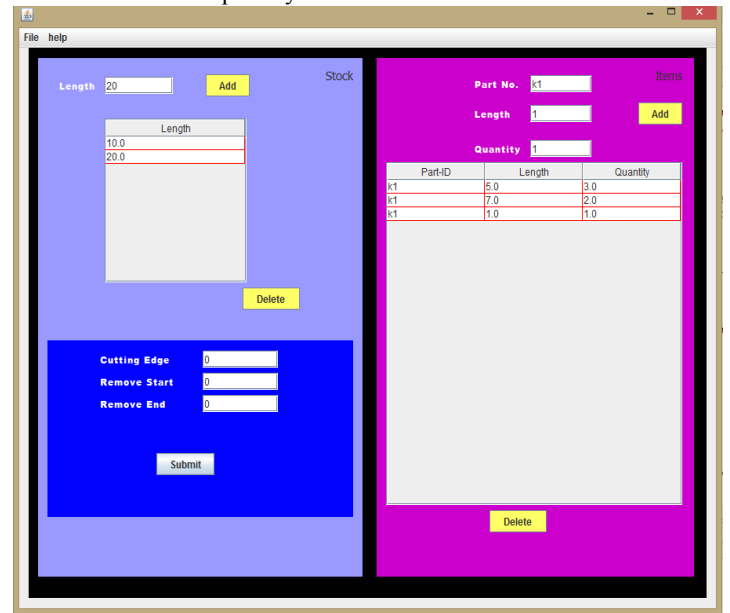 File help
Stock
Length 20 Add
Length
10.0
20.0
Delete
Cutting Edge 0
Remove Start 0
Remove End 0
Submit
Items
Part No. k1
Length 1 Add
Quantity 1
Part-ID Length Quantity
k1 5.0 3.0
k1 7.0 2.0
k1 1.0 1.0
Delete